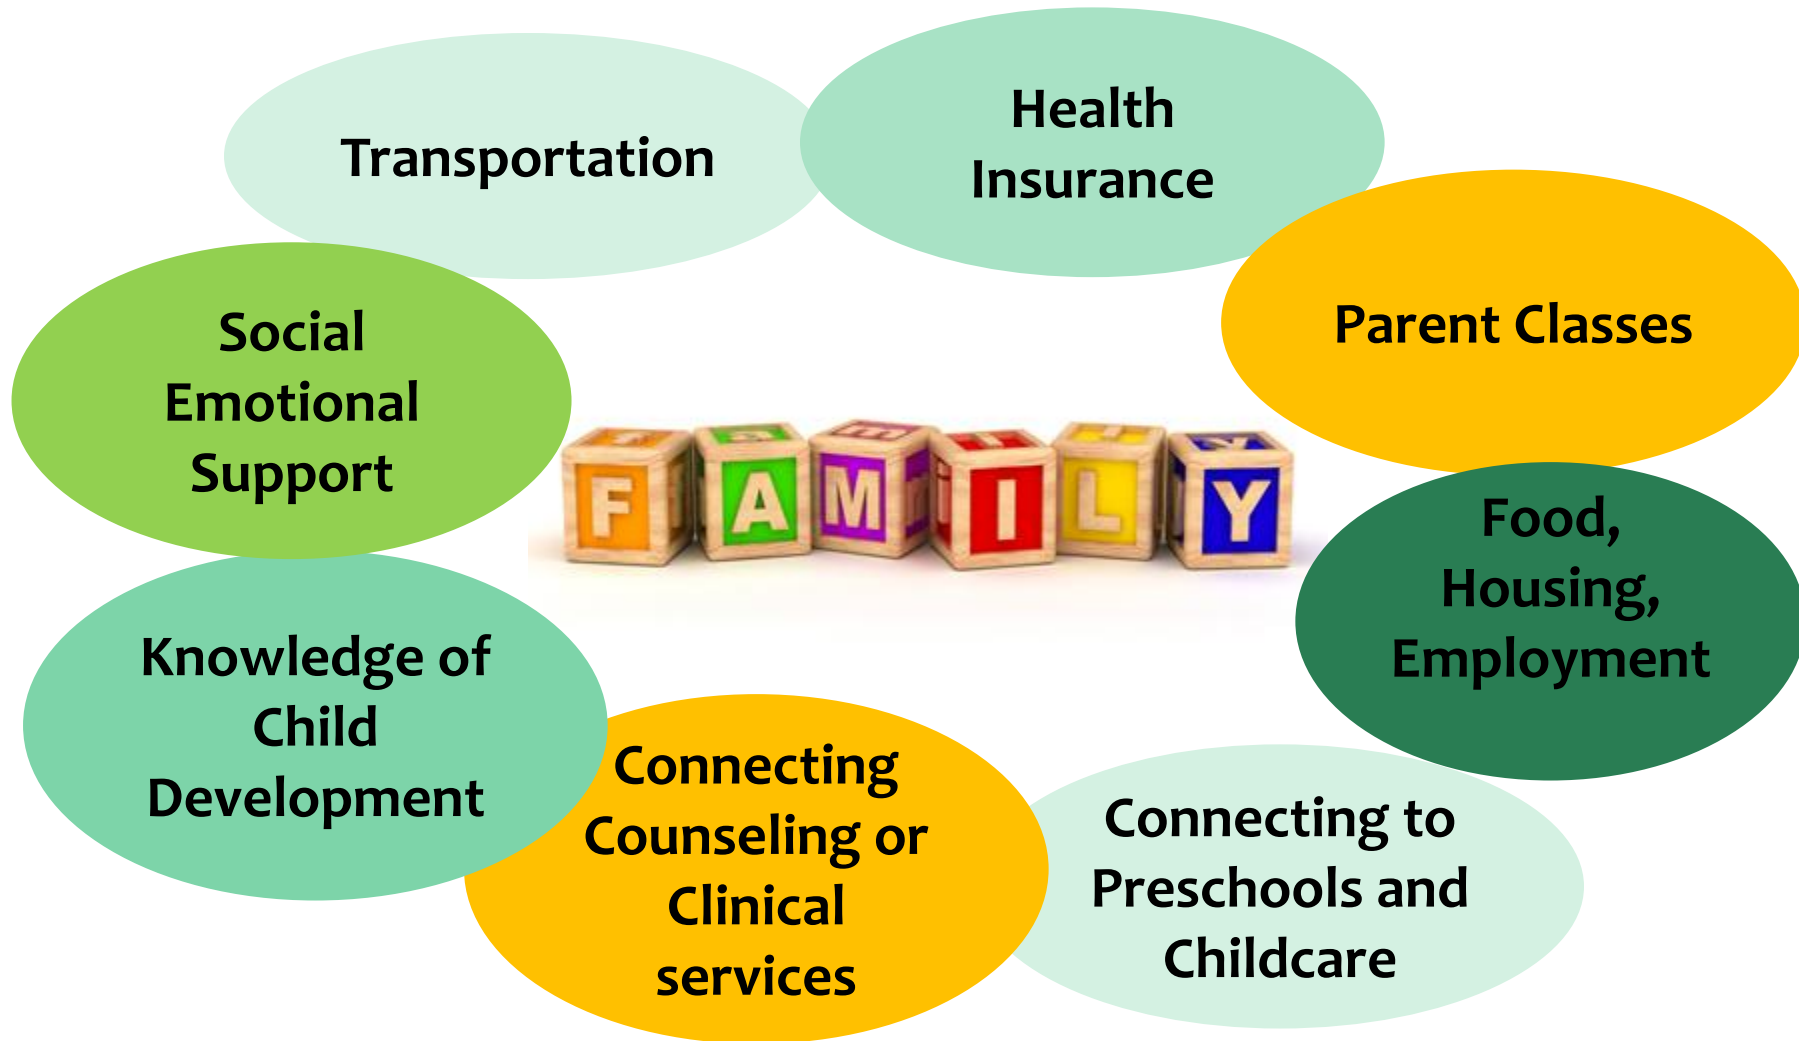 Transportation
Health
Insurance
Parent Classes
Social
Emotional
Support
FAMILY
Food,
Housing,
Employment
Knowledge of
Child
Development
Connecting
Counseling or
Clinical
services
Connecting to
Preschools and
Childcare